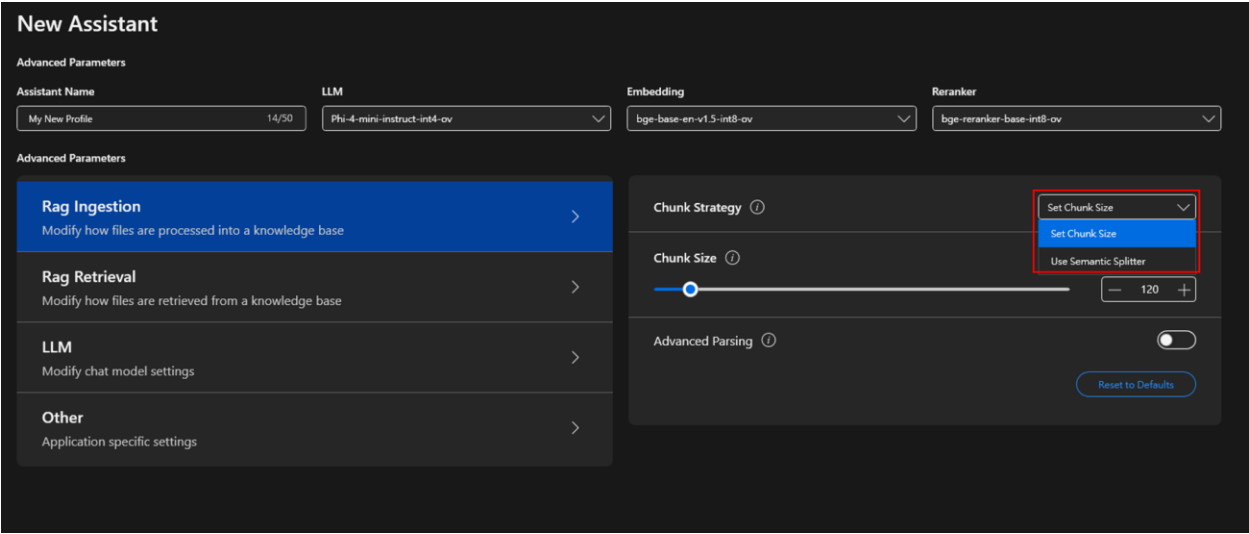 New Assistant
Advanced Parameters
Assistant Name
LLM
Embedding
Reranker
My New Profile 14/50
Phi-4-mini-instruct-int4-ov
bge-base-en-v1.5-int8-ov
bge-reranker-base-int8-ov
Advanced Parameters
Rag Ingestion
Modify how files are processed into a knowledge base
Rag Retrieval
Modify how files are retrieved from a knowledge base
LLM
Modify chat model settings
Other
Application specific settings
Chunk Strategy
Set Chunk Size
Set Chunk Size
Use Semantic Splitter
Chunk Size
120
Advanced Parsing
Reset to Defaults